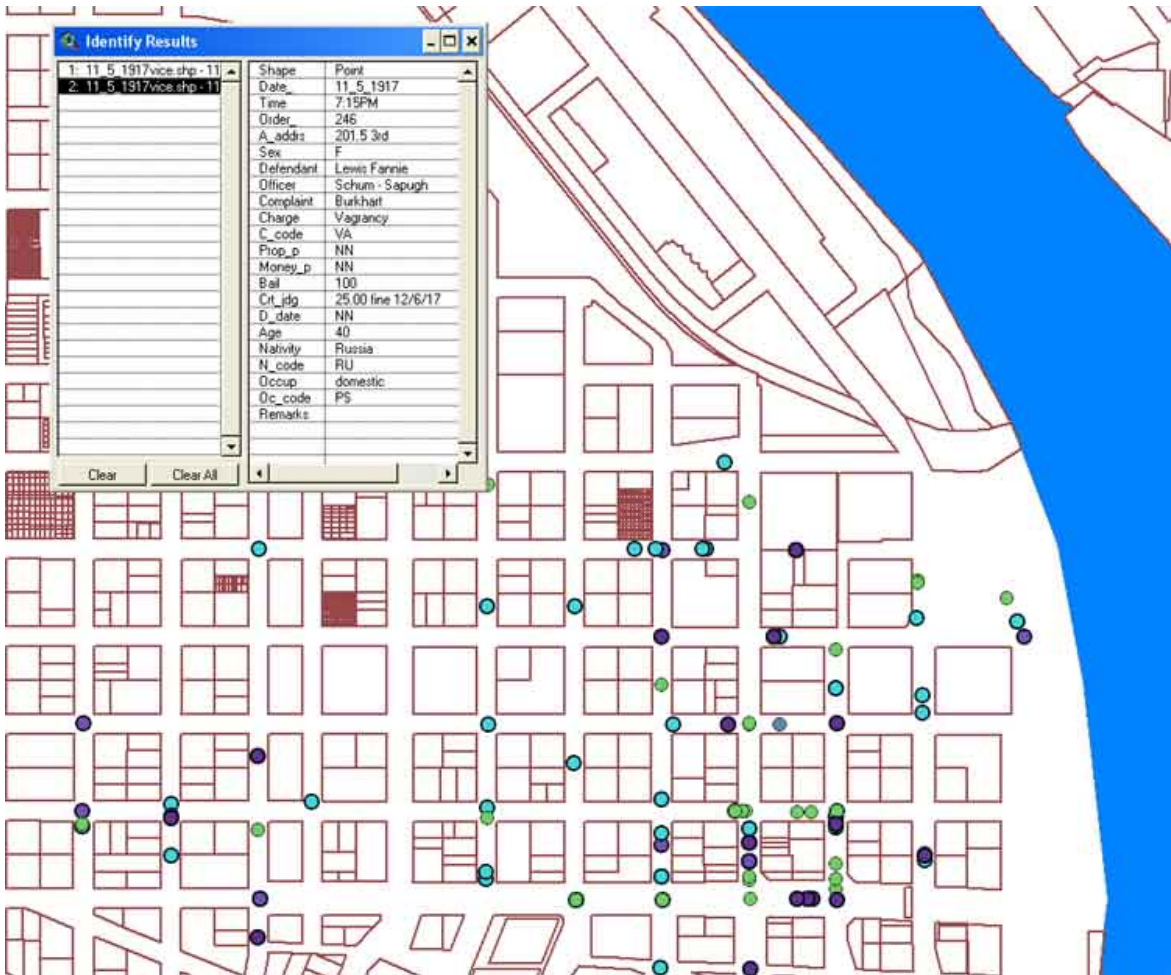 Identify Results
1: 11_5_1917vice.shp - 11
2: 11_5_1917vice.shp - 11
Shape Point
Date_ 11_5_1917
Time 7:15PM
Order_ 246
A_addrs 201.5 3rd
Sex F
Defendant Lewis Fannie
Officer Schum - Sapugh
Complaint Burkhart
Charge Vagrancy
C_code VA
Prop_p NN
Money_p NN
Bail 100
Crt_jdg 25.00 fine 12/6/17
D_date NN
Age 40
Nativity Russia
N_code RU
Occup domestic
Oc_code PS
Remarks
Clear Clear All